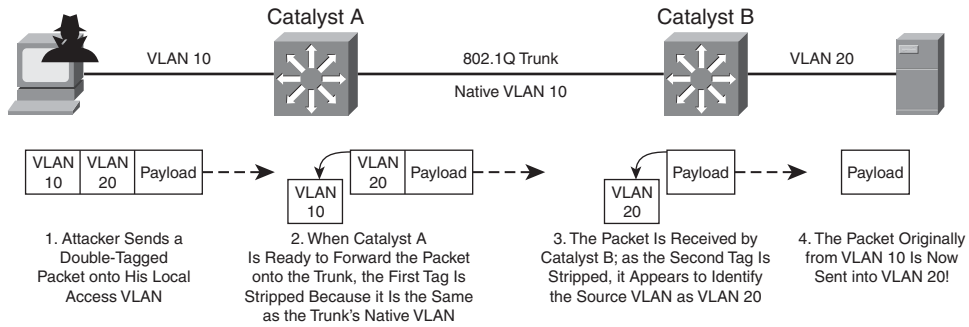 Catalyst A
Catalyst B
VLAN 10
802.1Q Trunk
VLAN 20
Native VLAN 10
VLAN
10
VLAN
20
Payload
VLAN
10
VLAN
20
Payload
VLAN
20
Payload
Payload
1. Attacker Sends a
Double-Tagged
Packet onto His Local
Access VLAN
2. When Catalyst A
Is Ready to Forward the Packet
onto the Trunk, the First Tag Is
Stripped Because it Is the Same
as the Trunk's Native VLAN
3. The Packet Is Received by
Catalyst B; as the Second Tag Is
Stripped, it Appears to Identify
the Source VLAN as VLAN 20
4. The Packet Originally
from VLAN 10 Is Now
Sent into VLAN 20!